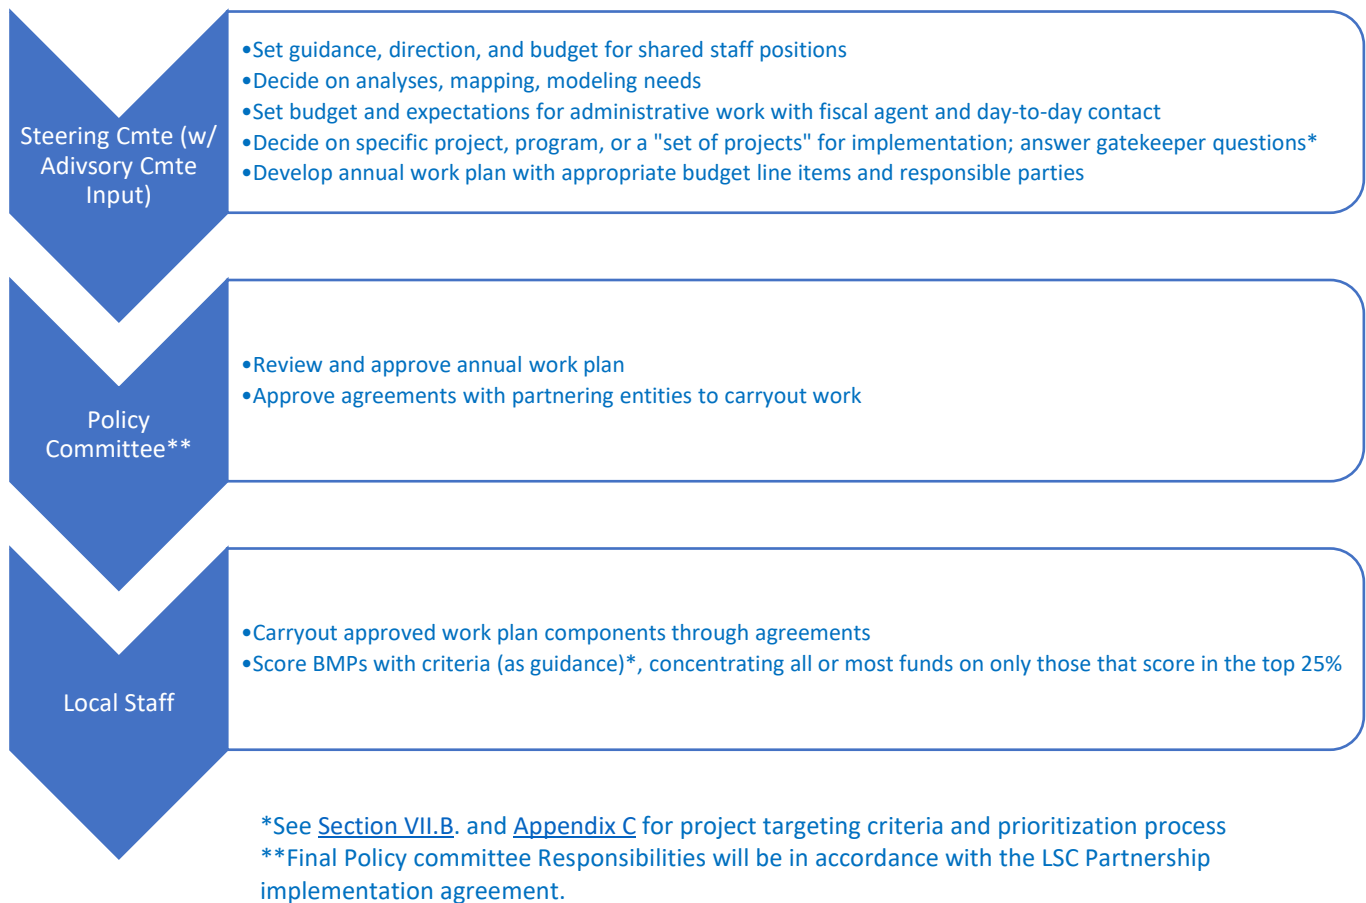 Steering Cmte (w/
Adivsory Cmte
Input)
•Set guidance, direction, and budget for shared staff positions
•Decide on analyses, mapping, modeling needs
•Set budget and expectations for administrative work with fiscal agent and day-to-day contact
•Decide on specific project, program, or a "set of projects" for implementation; answer gatekeeper questions*
•Develop annual work plan with appropriate budget line items and responsible parties
Policy
Committee**
•Review and approve annual work plan
•Approve agreements with partnering entities to carryout work
Local Staff
•Carryout approved work plan components through agreements
•Score BMPs with criteria (as guidance)*, concentrating all or most funds on only those that score in the top 25%
*See Section VII.B. and Appendix C for project targeting criteria and prioritization process
**Final Policy committee Responsibilities will be in accordance with the LSC Partnership
implementation agreement.